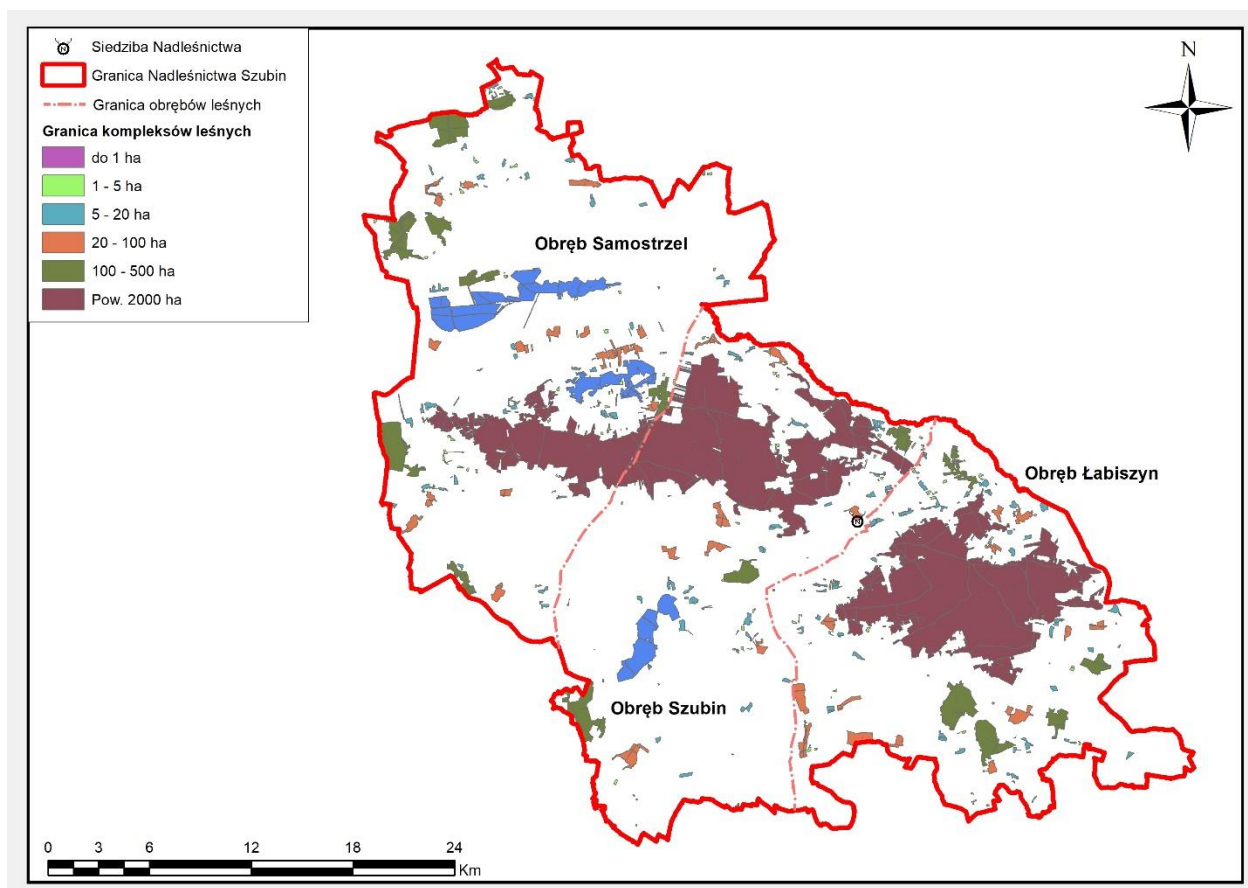 Siedziba Nadleśnictwa
Granica Nadleśnictwa Szubin
Granica obrębów leśnych
Granica kompleksów leśnych
do 1 ha
1 - 5 ha
5 - 20 ha
20 - 100 ha
100 - 500 ha
Pow. 2000 ha
N
Obręb Samostrzel
Obręb Łabiszyn
N
Obręb Szubin
0 3 6 12 18 24
Km